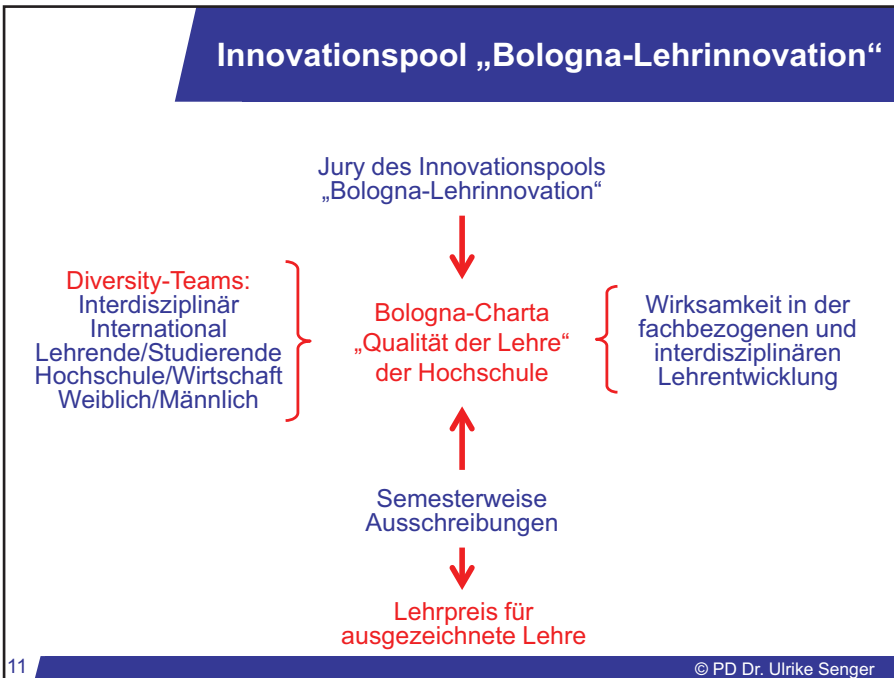 Innovationspool „Bologna-Lehrinnovation“
Jury des Innovationspools
„Bologna-Lehrinnovation“
Diversity-Teams:
Interdisziplinär
International
Lehrende/Studierende
Hochschule/Wirtschaft
Weiblich/Männlich
Bologna-Charta
„Qualität der Lehre“
der Hochschule
Wirksamkeit in der
fachbezogenen und
interdisziplinären
Lehrentwicklung
Semesterweise
Ausschreibungen
Lehrpreis für
ausgezeichnete Lehre
11
© PD Dr. Ulrike Senger